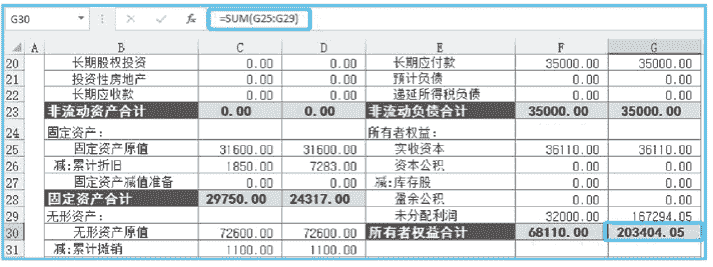 G30 fx =SUM(G25:G29)
A B C D E F G
20 长期股权投资 0.00 0.00 长期应付款 35000.00 35000.00
21 投资性房地产 0.00 0.00 预计负债 0.00 0.00
22 长期应收款 0.00 0.00 递延所得税负债 0.00 0.00
23 非流动资产合计 0.00 0.00 非流动负债合计 35000.00 35000.00
24 固定资产: 所有者权益:
25 固定资产原值 31600.00 31600.00 实收资本 36110.00 36110.00
26 减:累计折旧 1850.00 7283.00 资本公积 0.00 0.00
27 固定资产减值准备 0.00 0.00 减:库存股 0.00 0.00
28 固定资产合计 29750.00 24317.00 盈余公积 0.00 0.00
29 无形资产: 未分配利润 32000.00 167294.05
30 无形资产原值 72600.00 72600.00 所有者权益合计 68110.00 203404.05
31 减:累计摊销 1100.00 1100.00